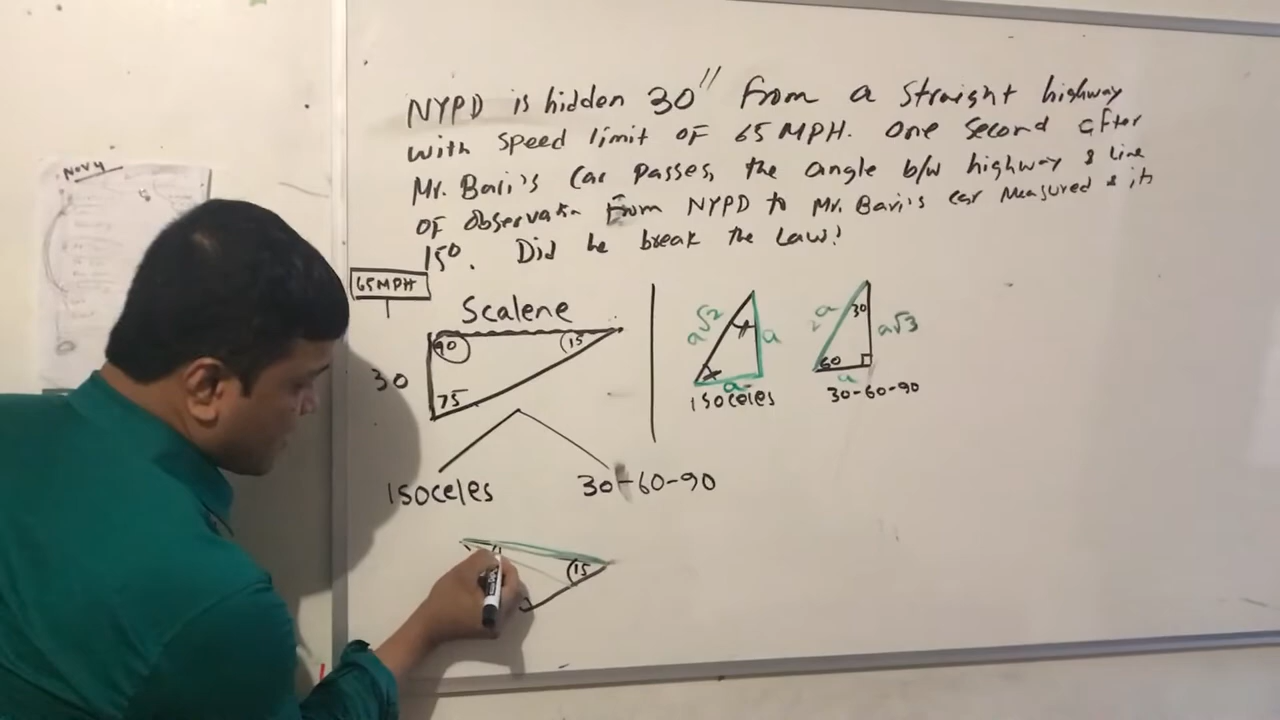 NYPD is hidden 30" from a straight highway
with speed limit of 65 MPH. One second after
Mr. Bari's car passes, the angle b/w highway & line
of observation from NYPD to Mr. Bari's car measured & its
15°. Did he break the law?
Nov 4
65MPH
Scalene
90
15
30
75
a√2
a
a
isoceles
2a
30
a√3
60
a
30-60-90
isoceles
30-60-90
15